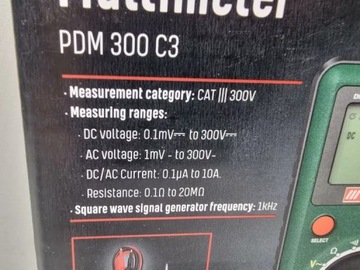 Multimeter
PDM 300 C3
· Measurement category: CAT ||| 300V
· Measuring ranges:
· DC voltage: 0.1mV⎓ to 300V⎓
· AC voltage: 1mV ~ to 300V~
· DC/AC Current: 0.1µA to 10A.
· Resistance: 0.1Ω to 20MΩ
· Square wave signal generator frequency: 1kHz
SELECT
V~